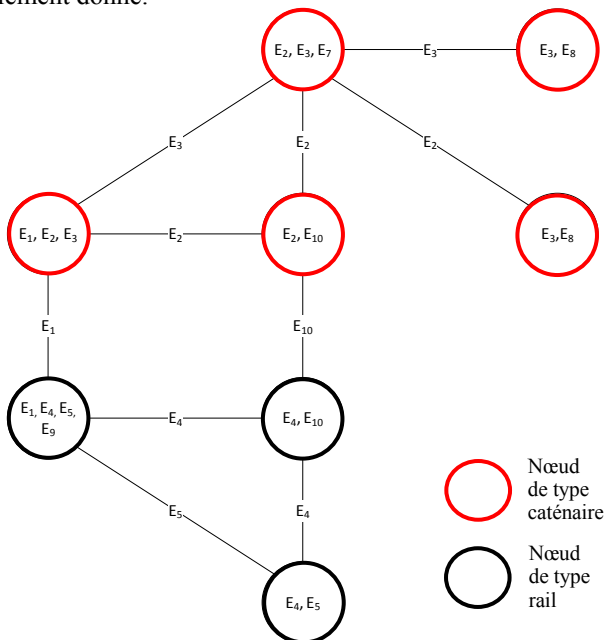 rement donné.
E2, E3, E7
E3
E3, E8
E3
E2
E2
E1, E2, E3
E2
E2, E10
E3,E8
E1
E10
E1, E4, E5,
E9
E4
E4, E10
E5
E4
E4, E5
Nœud
de type
caténaire
Nœud
de type
rail